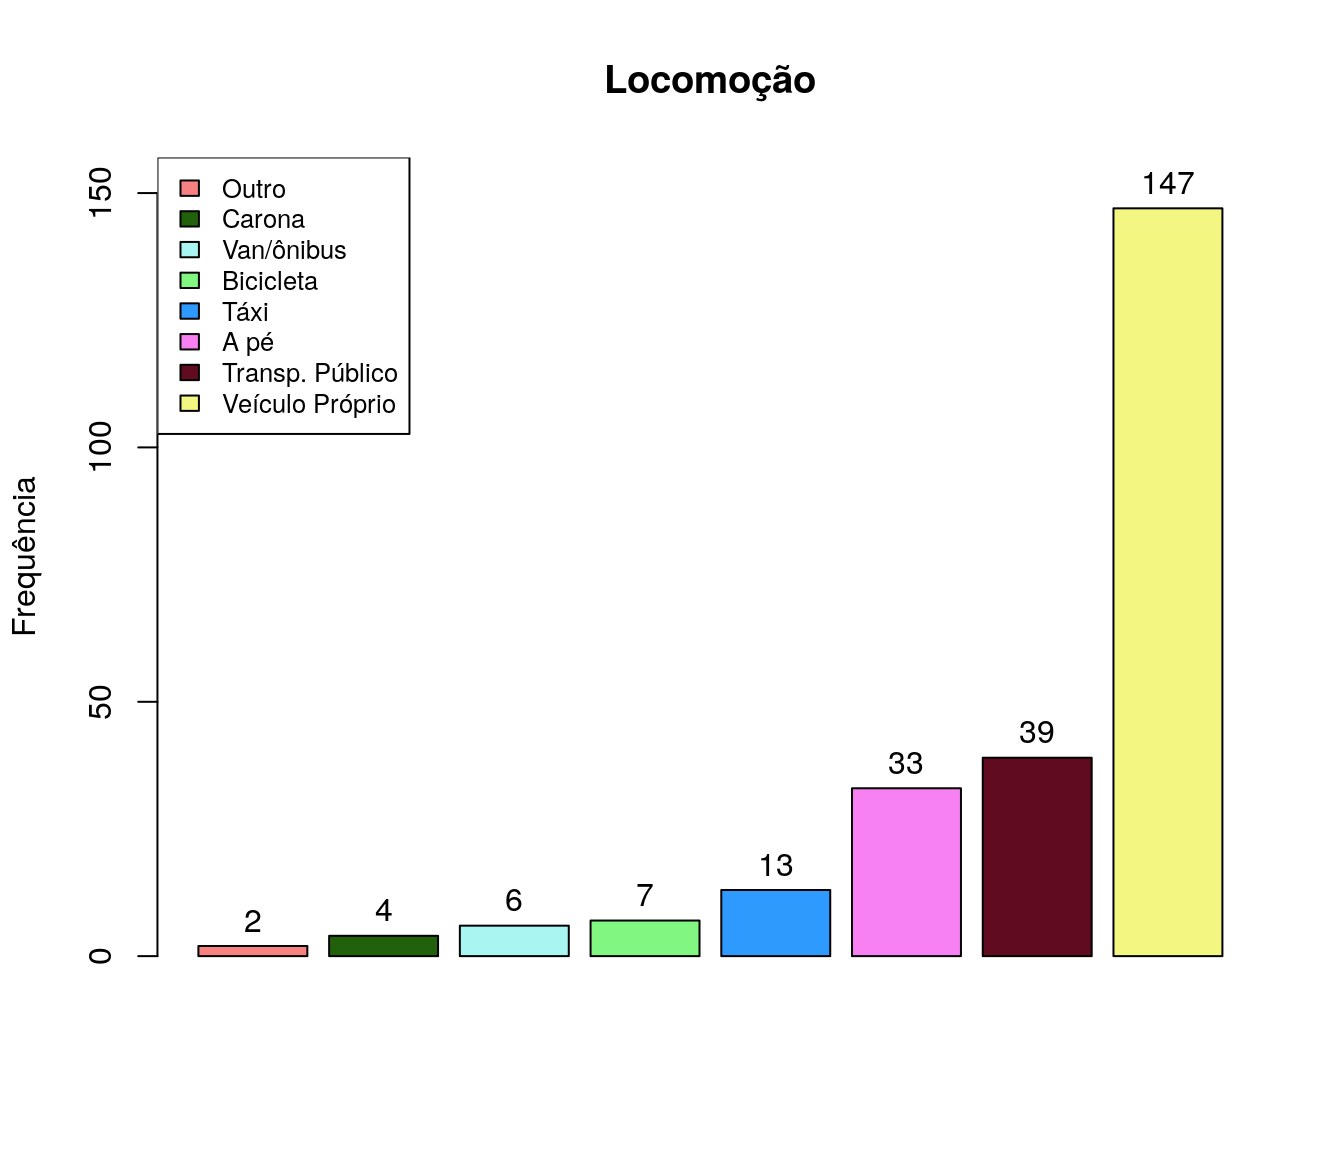 Locomoção
Frequência
150
100
50
0
Outro
Carona
Van/ônibus
Bicicleta
Táxi
A pé
Transp. Público
Veículo Próprio
2
4
6
7
13
33
39
147